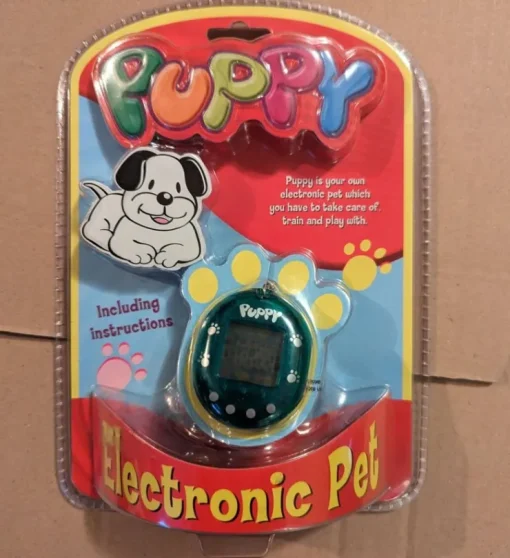 PUPPY
Puppy is your own
electronic pet which
you have to take care of,
train and play with.
Including
instructions
PUPPY
Electronic Pet